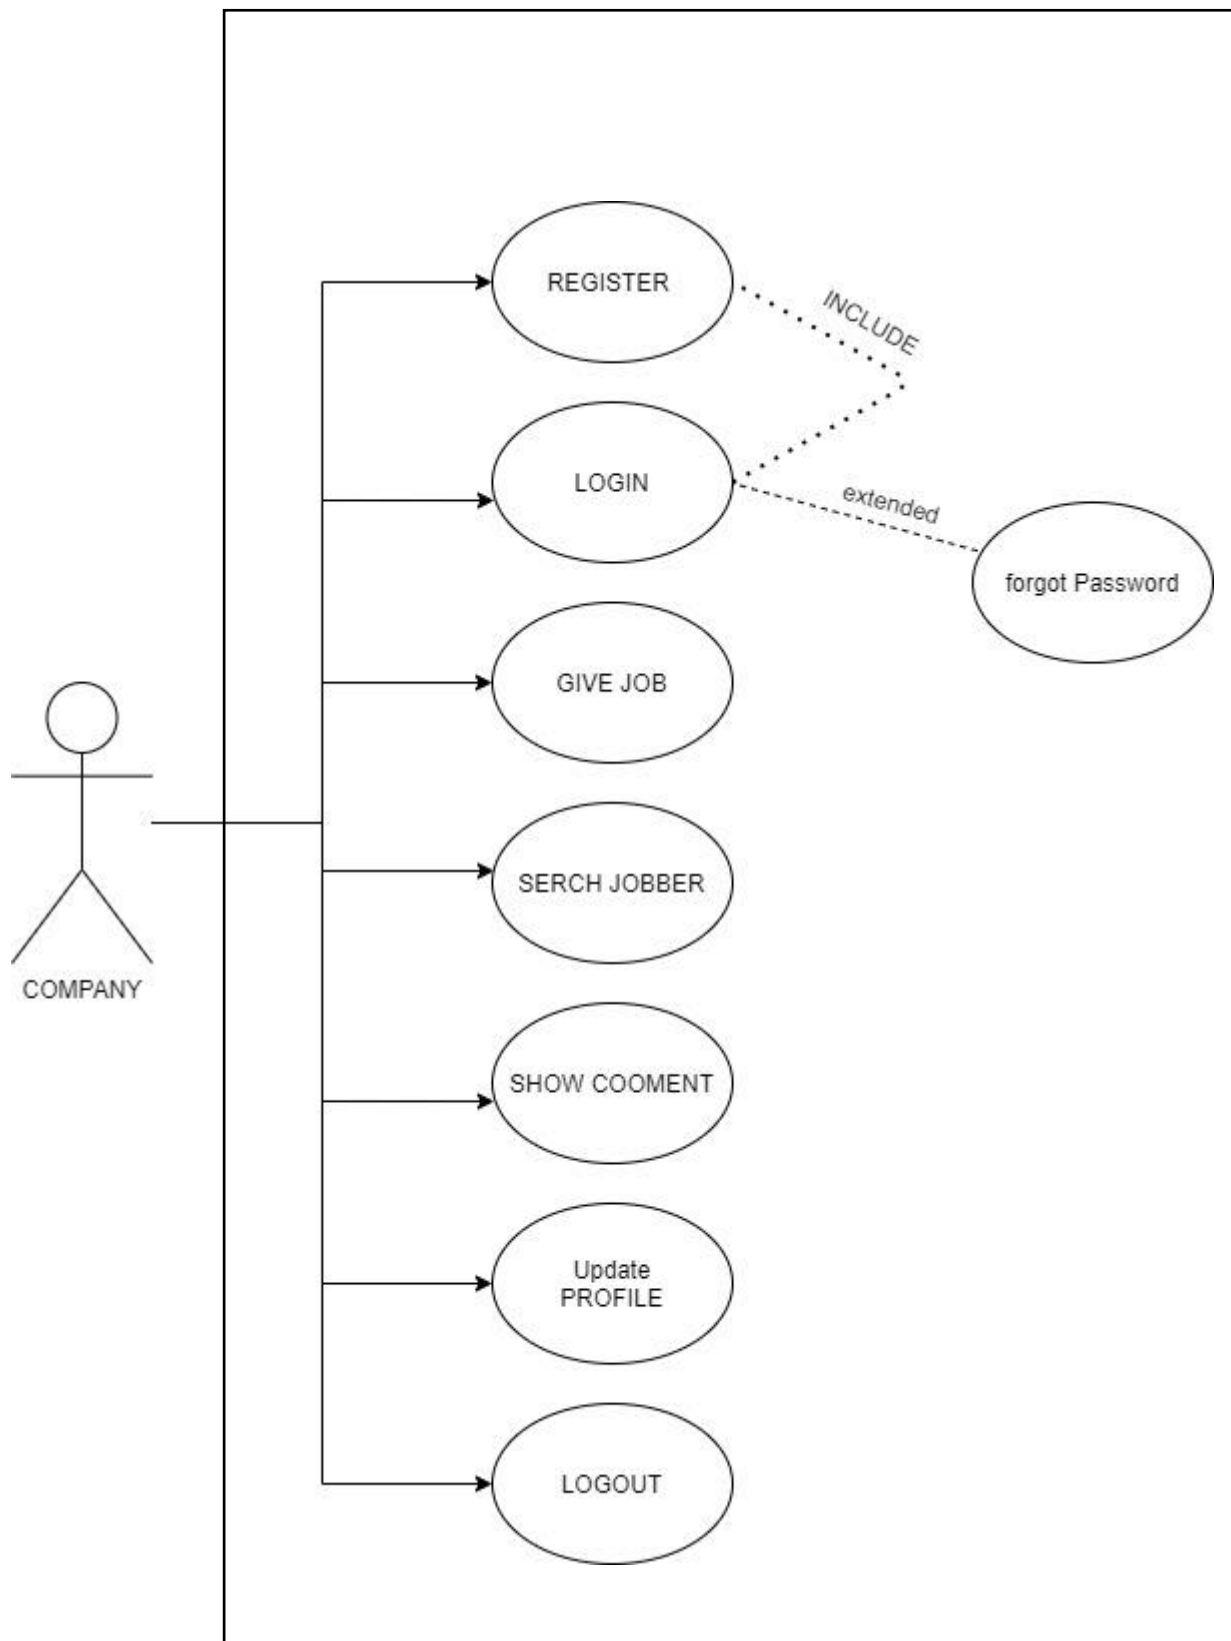 REGISTER
INCLUDE
LOGIN
extended
forgot Password
GIVE JOB
SERCH JOBBER
COMPANY
SHOW COOMENT
Update
PROFILE
LOGOUT